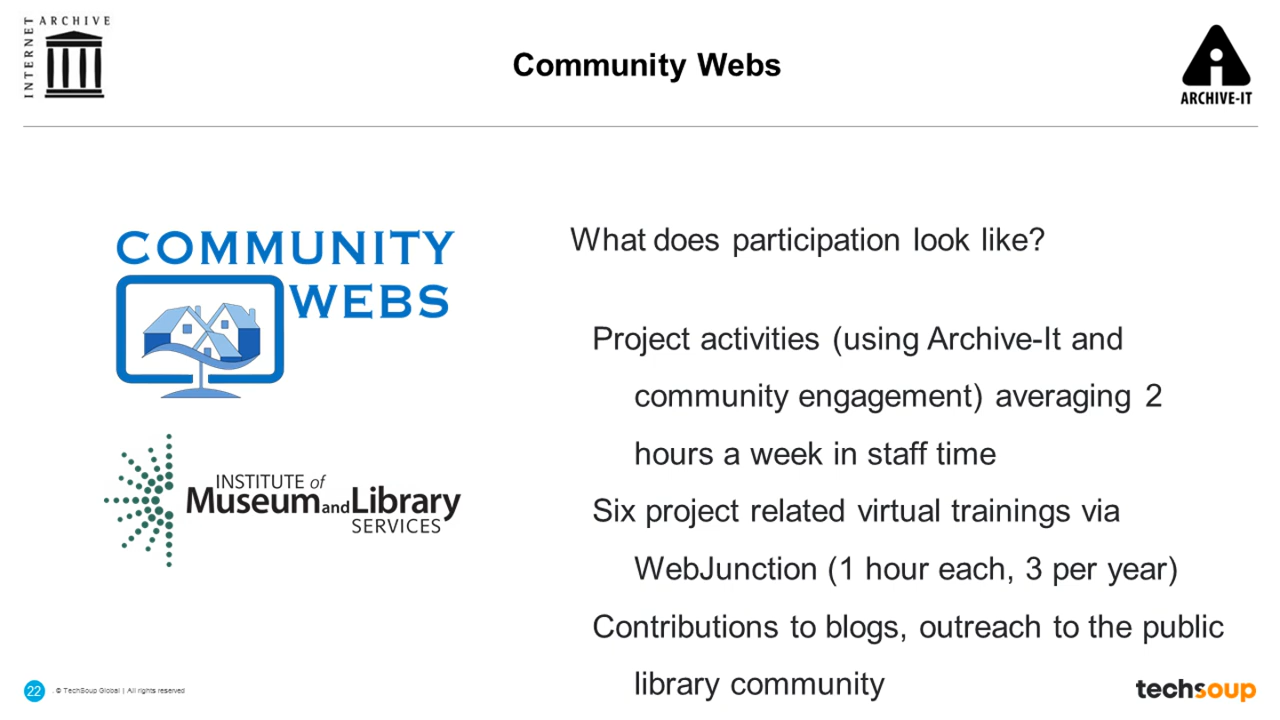 INTERNET ARCHIVE
Community Webs
ARCHIVE-IT
COMMUNITY
WEBS
INSTITUTE of
Museum and Library
SERVICES
What does participation look like?
Project activities (using Archive-It and
community engagement) averaging 2
hours a week in staff time
Six project related virtual trainings via
WebJunction (1 hour each, 3 per year)
Contributions to blogs, outreach to the public
library community
22 . © TechSoup Global | All rights reserved
techsoup